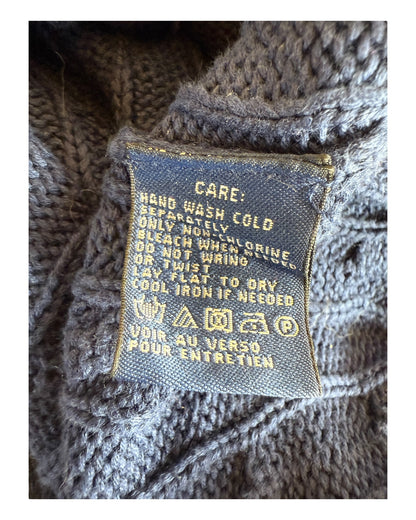 CARE:
HAND WASH COLD
SEPARATELY
ONLY NON-CHLORINE
BLEACH WHEN NEEDED
DO NOT WRING
OR TWIST
LAY FLAT TO DRY
COOL IRON IF NEEDED
P
VOIR AU VERSO
POUR ENTRETIEN